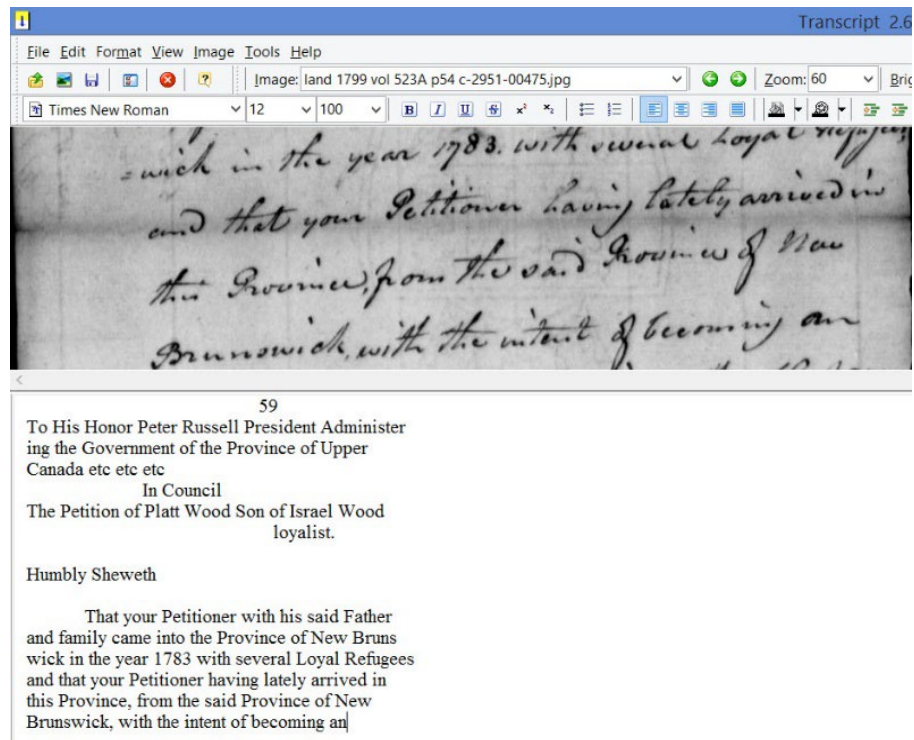 Transcript 2.6
File Edit Format View Image Tools Help
Image: land 1799 vol 523A p54 c-2951-00475.jpg Zoom: 60 Brig
Times New Roman 12 100 B I U S x² x₂
=wick in the year 1783. with several Loyal Refugees
and that your Petitioner having lately arrived in
this Province, from the said Province of New
Brunswick, with the intent of becoming an
59
To His Honor Peter Russell President Administer
ing the Government of the Province of Upper
Canada etc etc etc
In Council
The Petition of Platt Wood Son of Israel Wood
loyalist.
Humbly Sheweth
That your Petitioner with his said Father
and family came into the Province of New Bruns
wick in the year 1783 with several Loyal Refugees
and that your Petitioner having lately arrived in
this Province, from the said Province of New
Brunswick, with the intent of becoming an